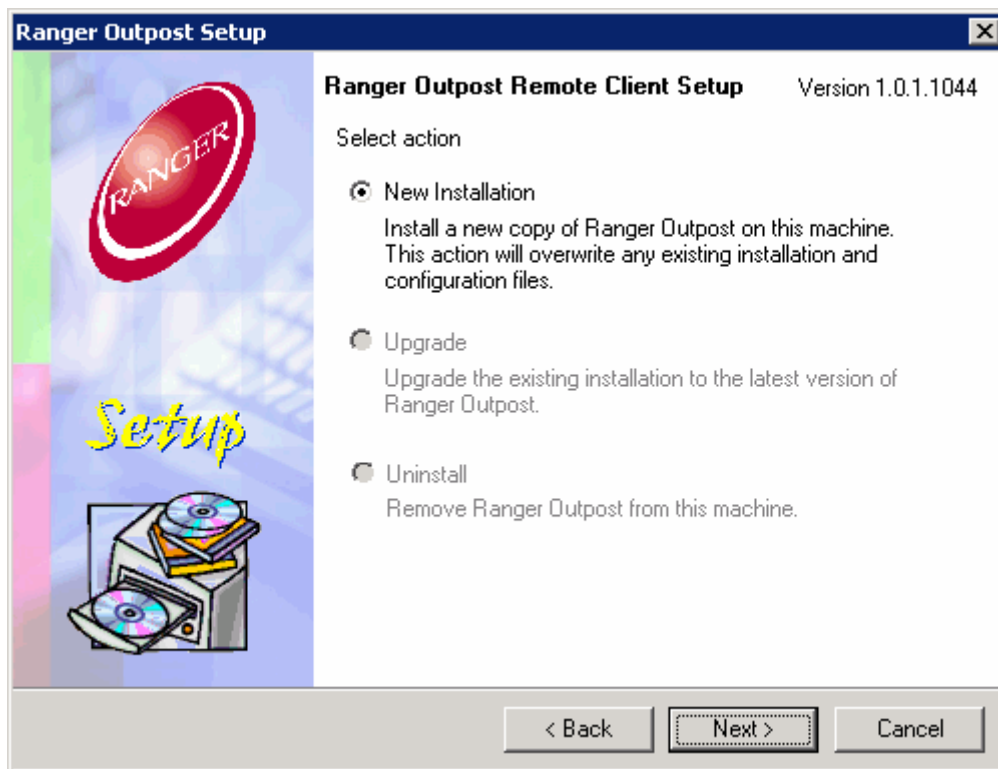 Ranger Outpost Setup
RANGER
Setup
Ranger Outpost Remote Client Setup Version 1.0.1.1044
Select action
New Installation
Install a new copy of Ranger Outpost on this machine.
This action will overwrite any existing installation and
configuration files.
Upgrade
Upgrade the existing installation to the latest version of
Ranger Outpost.
Uninstall
Remove Ranger Outpost from this machine.
< Back
Next >
Cancel